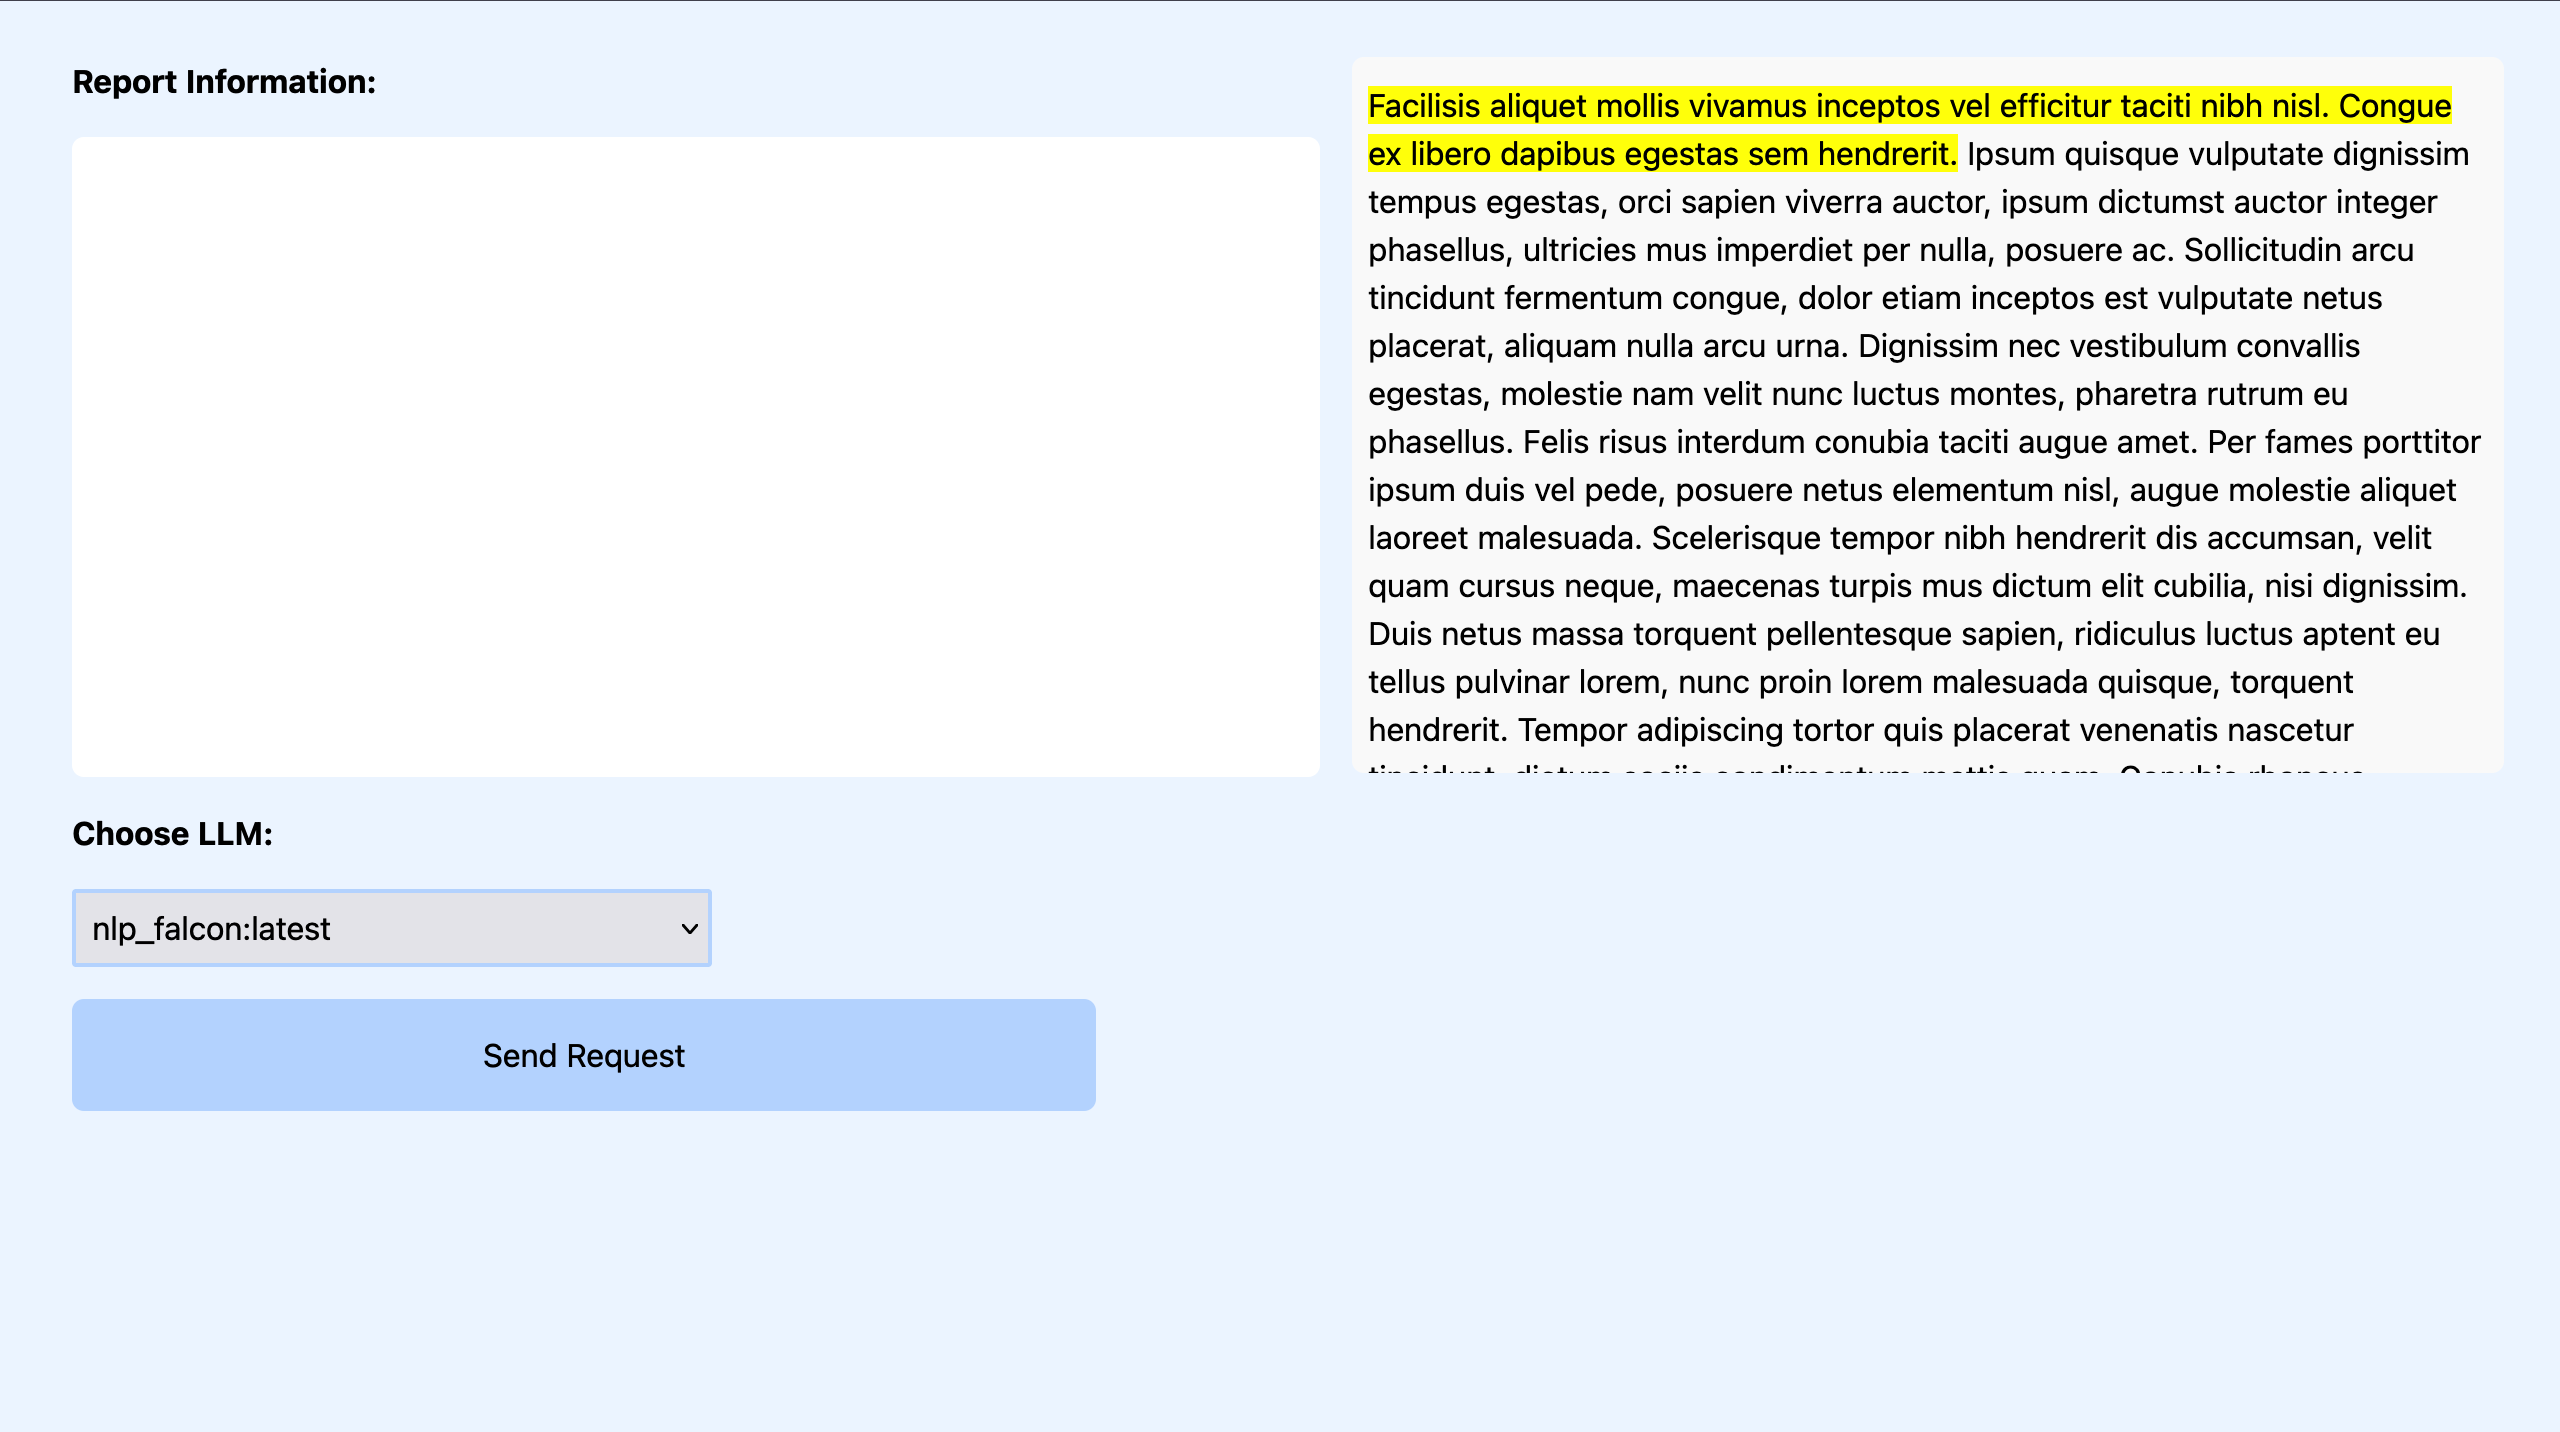 Report Information:
Facilisis aliquet mollis vivamus inceptos vel efficitur taciti nibh nisl. Congue
ex libero dapibus egestas sem hendrerit. Ipsum quisque vulputate dignissim
tempus egestas, orci sapien viverra auctor, ipsum dictumst auctor integer
phasellus, ultricies mus imperdiet per nulla, posuere ac. Sollicitudin arcu
tincidunt fermentum congue, dolor etiam inceptos est vulputate netus
placerat, aliquam nulla arcu urna. Dignissim nec vestibulum convallis
egestas, molestie nam velit nunc luctus montes, pharetra rutrum eu
phasellus. Felis risus interdum conubia taciti augue amet. Per fames porttitor
ipsum duis vel pede, posuere netus elementum nisl, augue molestie aliquet
laoreet malesuada. Scelerisque tempor nibh hendrerit dis accumsan, velit
quam cursus neque, maecenas turpis mus dictum elit cubilia, nisi dignissim.
Duis netus massa torquent pellentesque sapien, ridiculus luctus aptent eu
tellus pulvinar lorem, nunc proin lorem malesuada quisque, torquent
hendrerit. Tempor adipiscing tortor quis placerat venenatis nascetur
Choose LLM:
nlp_falcon:latest
Send Request